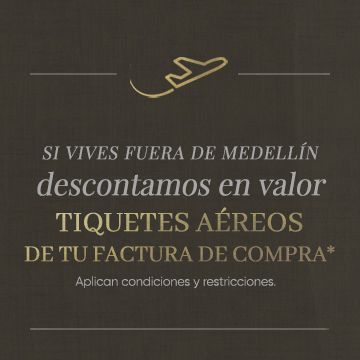 SI VIVES FUERA DE MEDELLÍN
descontamos en valor
TIQUETES AÉREOS
DE TU FACTURA DE COMPRA*
Aplican condiciones y restricciones.